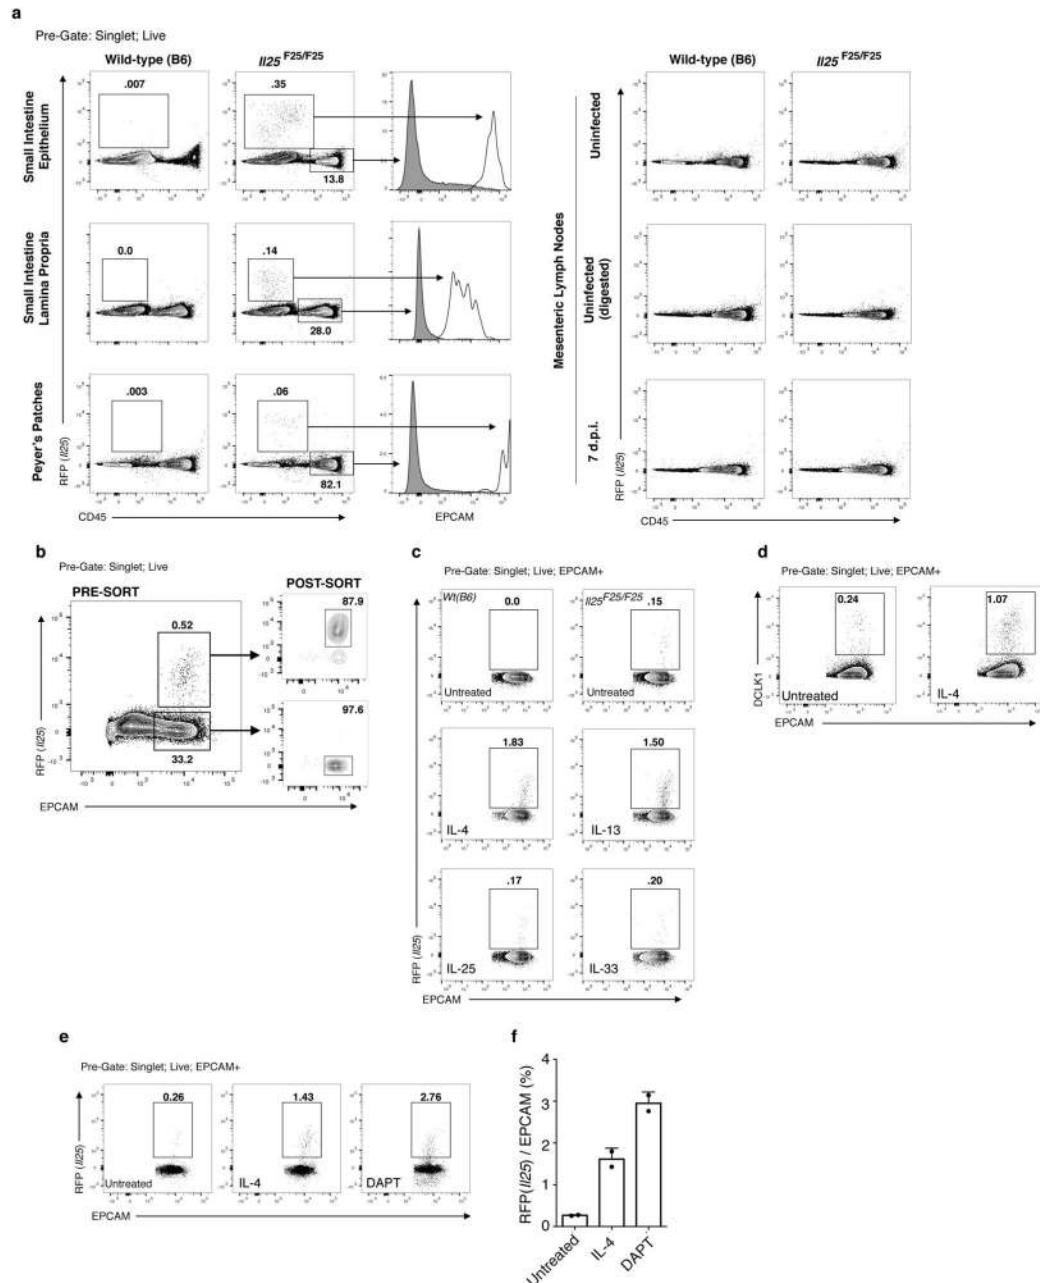 a
Pre-Gate: Singlet; Live
Wild-type (B6)
Il25 F25/F25
Small Intestine
Epithelium
.007
.35
13.8
Small Intestine
Lamina Propria
0.0
.14
28.0
Peyer's Patches
.003
.06
82.1
RFP (Il25)
CD45
EPCAM
Wild-type (B6)
Il25 F25/F25
Mesenteric Lymph Nodes
Uninfected
Uninfected
(digested)
7 d.p.i.
RFP (Il25)
CD45
b
Pre-Gate: Singlet; Live
PRE-SORT
POST-SORT
0.52
33.2
87.9
97.6
RFP (Il25)
EPCAM
c
Pre-Gate: Singlet; Live; EPCAM+
Wt(B6)
0.0
Untreated
Il25F25/F25
.15
Untreated
1.83
IL-4
1.50
IL-13
.17
IL-25
.20
IL-33
RFP (Il25)
EPCAM
d
Pre-Gate: Singlet; Live; EPCAM+
0.24
Untreated
1.07
IL-4
DCLK1
EPCAM
e
Pre-Gate: Singlet; Live; EPCAM+
0.26
Untreated
1.43
IL-4
2.76
DAPT
RFP (Il25)
EPCAM
f
RFP(Il25) / EPCAM (%)
4
3
2
1
0
Untreated
IL-4
DAPT